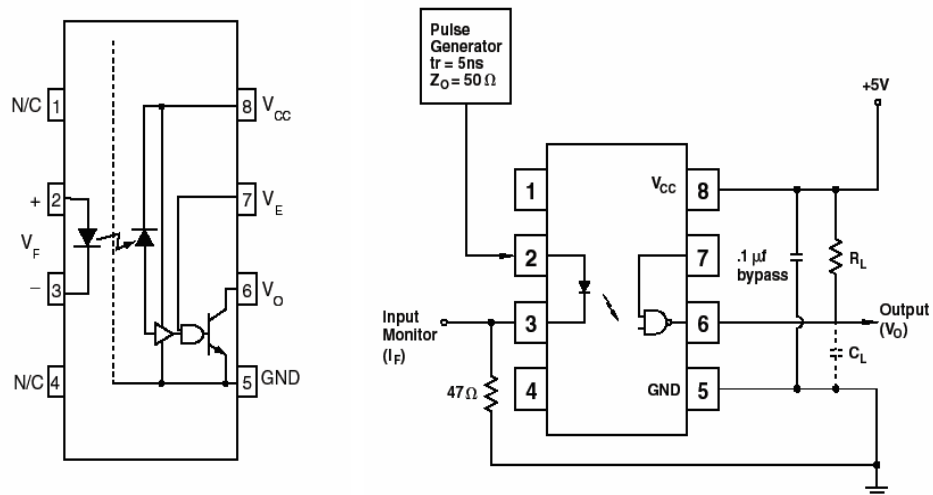 N/C 1
8 V_CC
+ 2
7 V_E
V_F
− 3
6 V_O
N/C 4
5 GND
Pulse
Generator
tr = 5ns
Z_O = 50 Ω
+5V
1
V_CC 8
2
7
.1 μf
bypass
R_L
Input
Monitor
(I_F)
3
6
Output
(V_O)
C_L
47Ω
4
GND 5